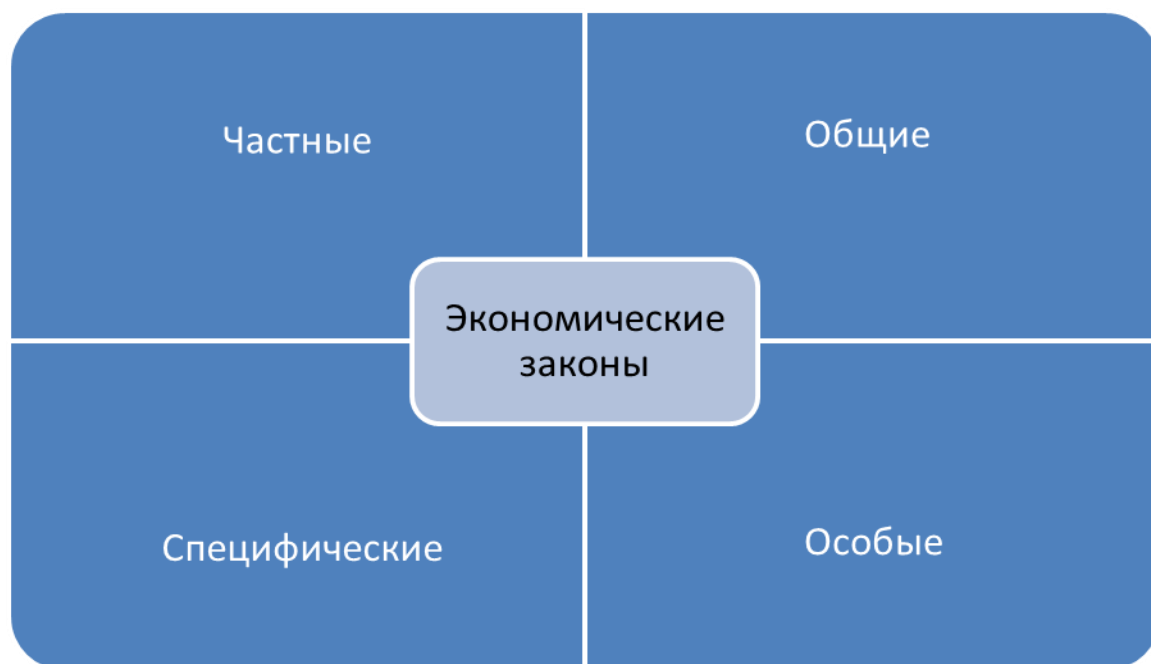 Частные
Общие
Экономические
законы
Специфические
Особые